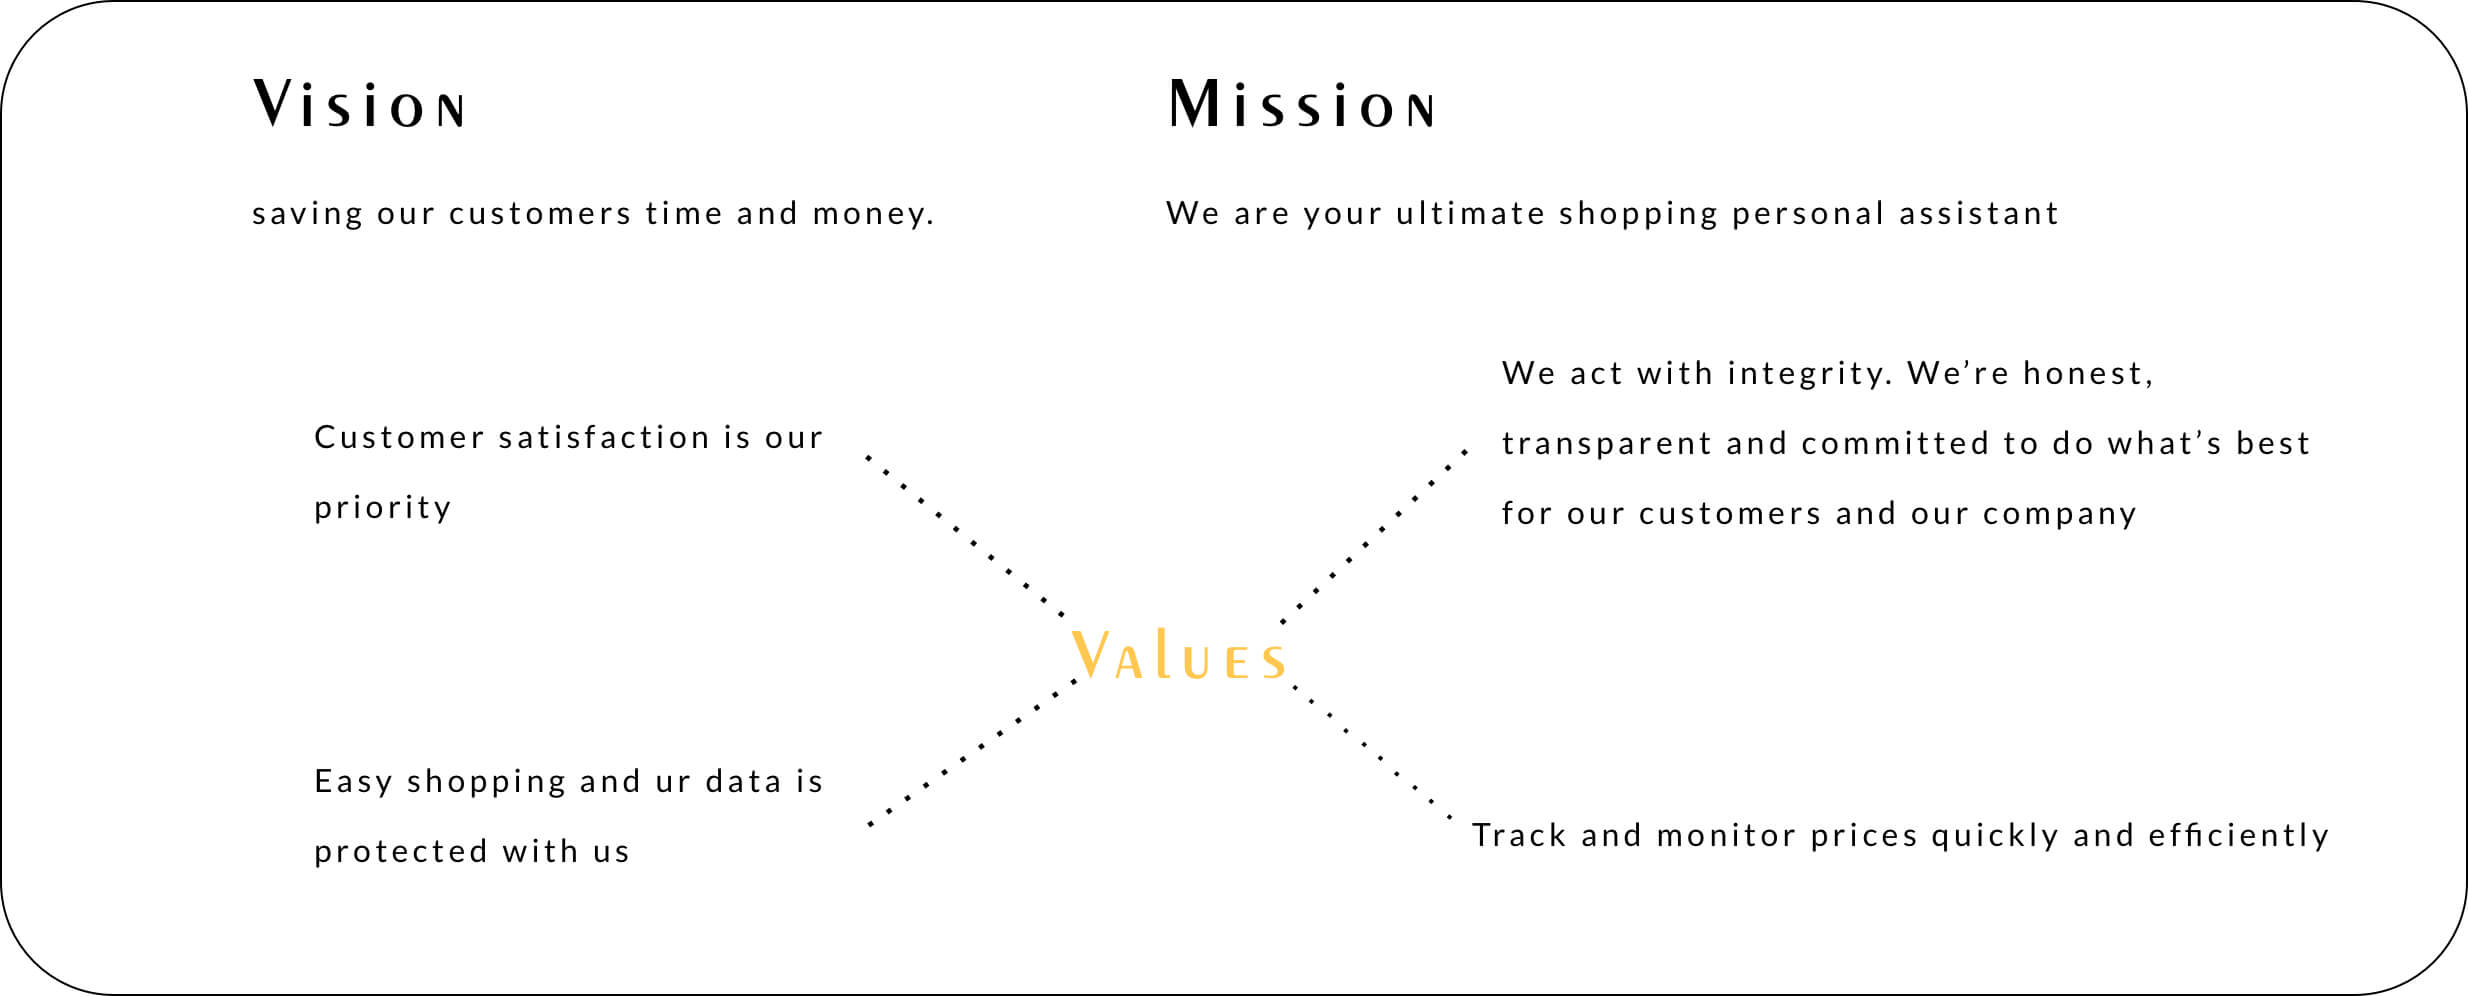 Vision
saving our customers time and money.
Mission
We are your ultimate shopping personal assistant
Customer satisfaction is our
priority
We act with integrity. We’re honest,
transparent and committed to do what’s best
for our customers and our company
Values
Easy shopping and ur data is
protected with us
Track and monitor prices quickly and efficiently